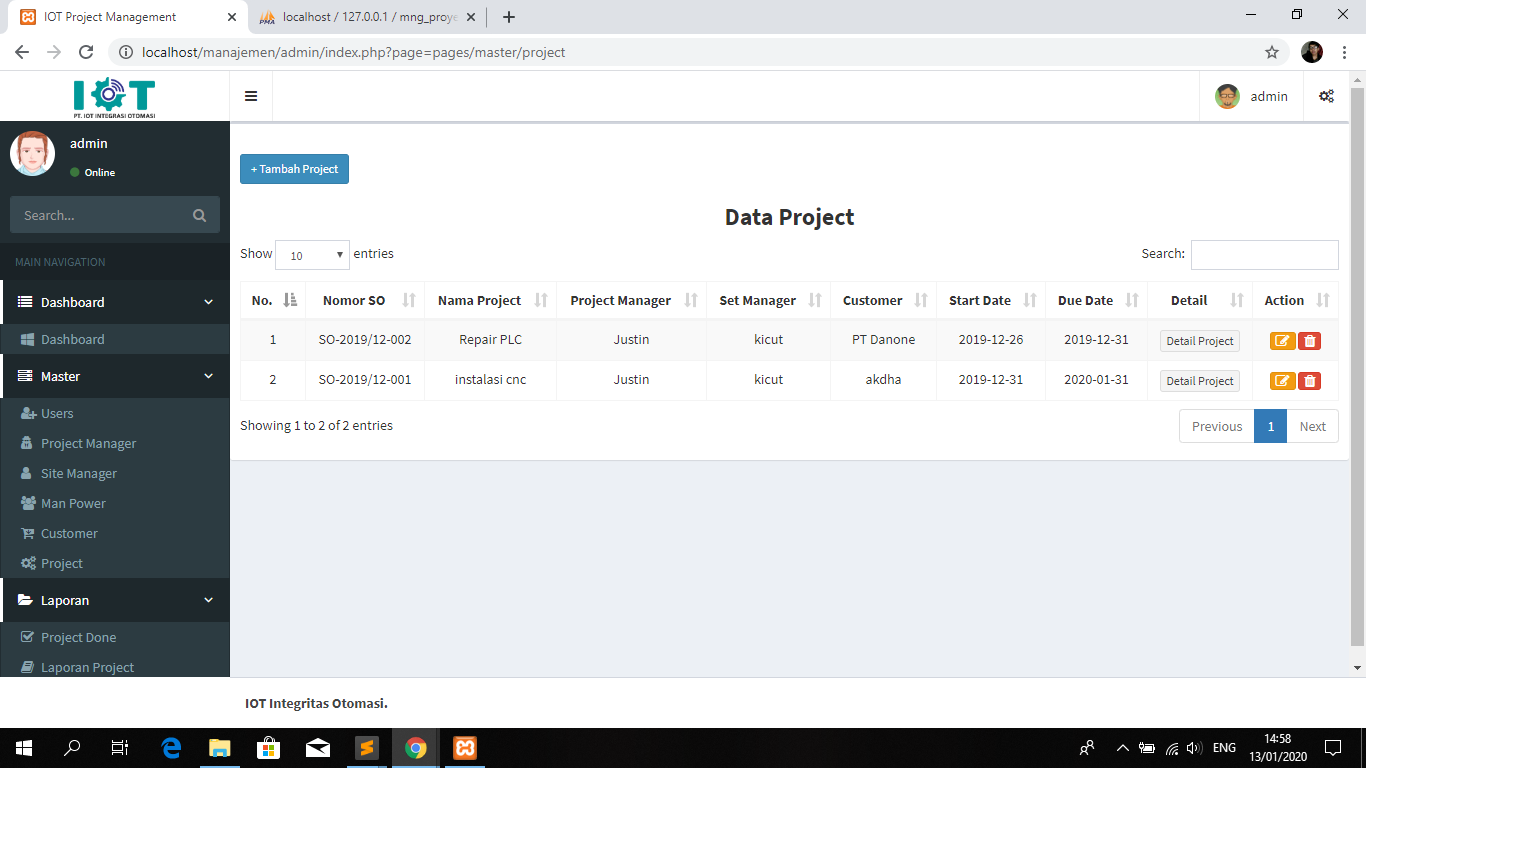 IOT Project Management
localhost / 127.0.0.1 / mng_proye
localhost/manajemen/admin/index.php?page=pages/master/project
IOT
PT. IOT INTEGRASI OTOMASI
admin
admin
Online
Search...
MAIN NAVIGATION
Dashboard
Dashboard
Master
Users
Project Manager
Site Manager
Man Power
Customer
Project
Laporan
Project Done
Laporan Project
+ Tambah Project
Data Project
Show 10 entries Search:
No. Nomor SO Nama Project Project Manager Set Manager Customer Start Date Due Date Detail Action
1 SO-2019/12-002 Repair PLC Justin kicut PT Danone 2019-12-26 2019-12-31 Detail Project
2 SO-2019/12-001 instalasi cnc Justin kicut akdha 2019-12-31 2020-01-31 Detail Project
Showing 1 to 2 of 2 entries Previous 1 Next
IOT Integritas Otomasi.
ENG
14:58
13/01/2020